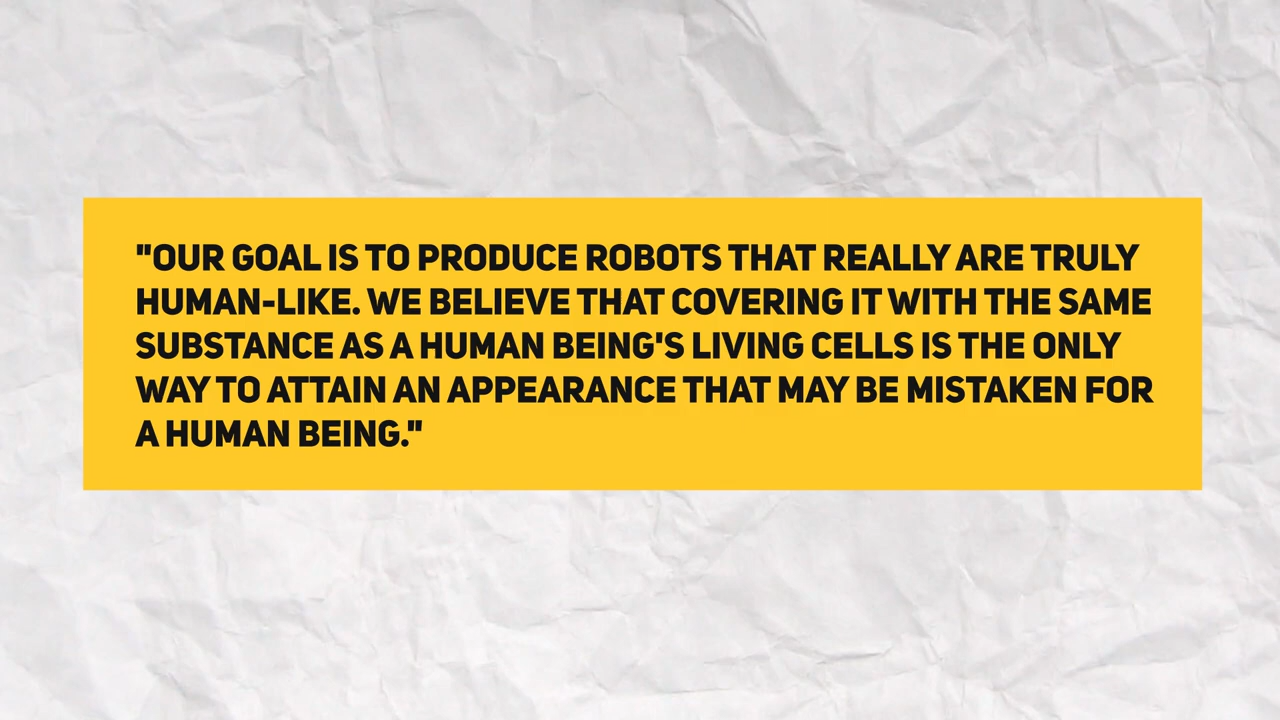 "OUR GOAL IS TO PRODUCE ROBOTS THAT REALLY ARE TRULY
HUMAN-LIKE. WE BELIEVE THAT COVERING IT WITH THE SAME
SUBSTANCE AS A HUMAN BEING'S LIVING CELLS IS THE ONLY
WAY TO ATTAIN AN APPEARANCE THAT MAY BE MISTAKEN FOR
A HUMAN BEING."